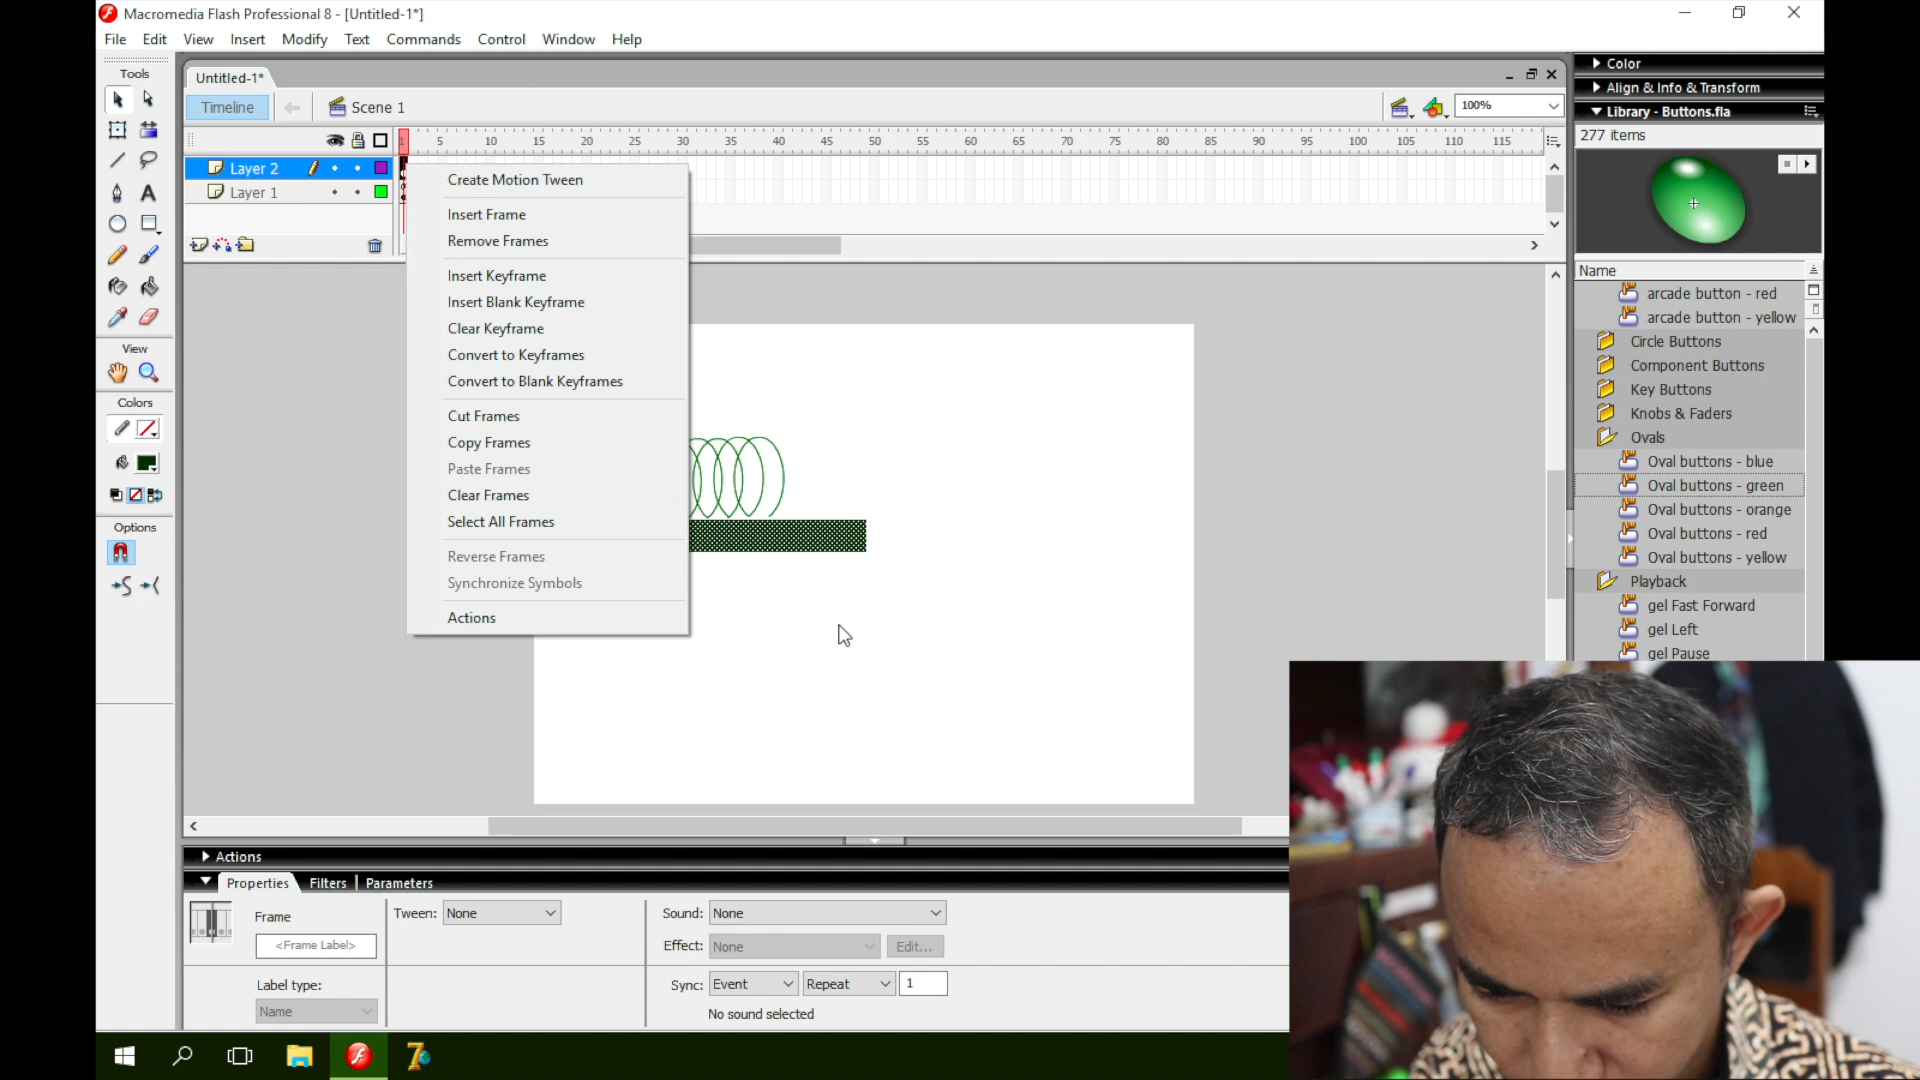 Macromedia Flash Professional 8 - [Untitled-1*]
File Edit View Insert Modify Text Commands Control Window Help
Tools
Untitled-1*
Timeline
Scene 1
100%
1 5 10 15 20 25 30 35 40 45 50 55 60 65 70 75 80 85 90 95 100 105 110 115
Layer 2
Layer 1
Create Motion Tween
Insert Frame
Remove Frames
Insert Keyframe
Insert Blank Keyframe
Clear Keyframe
Convert to Keyframes
Convert to Blank Keyframes
Cut Frames
Copy Frames
Paste Frames
Clear Frames
Select All Frames
Reverse Frames
Synchronize Symbols
Actions
View
Colors
Options
Color
Align & Info & Transform
Library - Buttons.fla
277 items
Name
arcade button - red
arcade button - yellow
Circle Buttons
Component Buttons
Key Buttons
Knobs & Faders
Ovals
Oval buttons - blue
Oval buttons - green
Oval buttons - orange
Oval buttons - red
Oval buttons - yellow
Playback
gel Fast Forward
gel Left
gel Pause
Actions
Properties Filters Parameters
Frame
<Frame Label>
Label type:
Name
Tween: None
Sound: None
Effect: None Edit...
Sync: Event Repeat 1
No sound selected